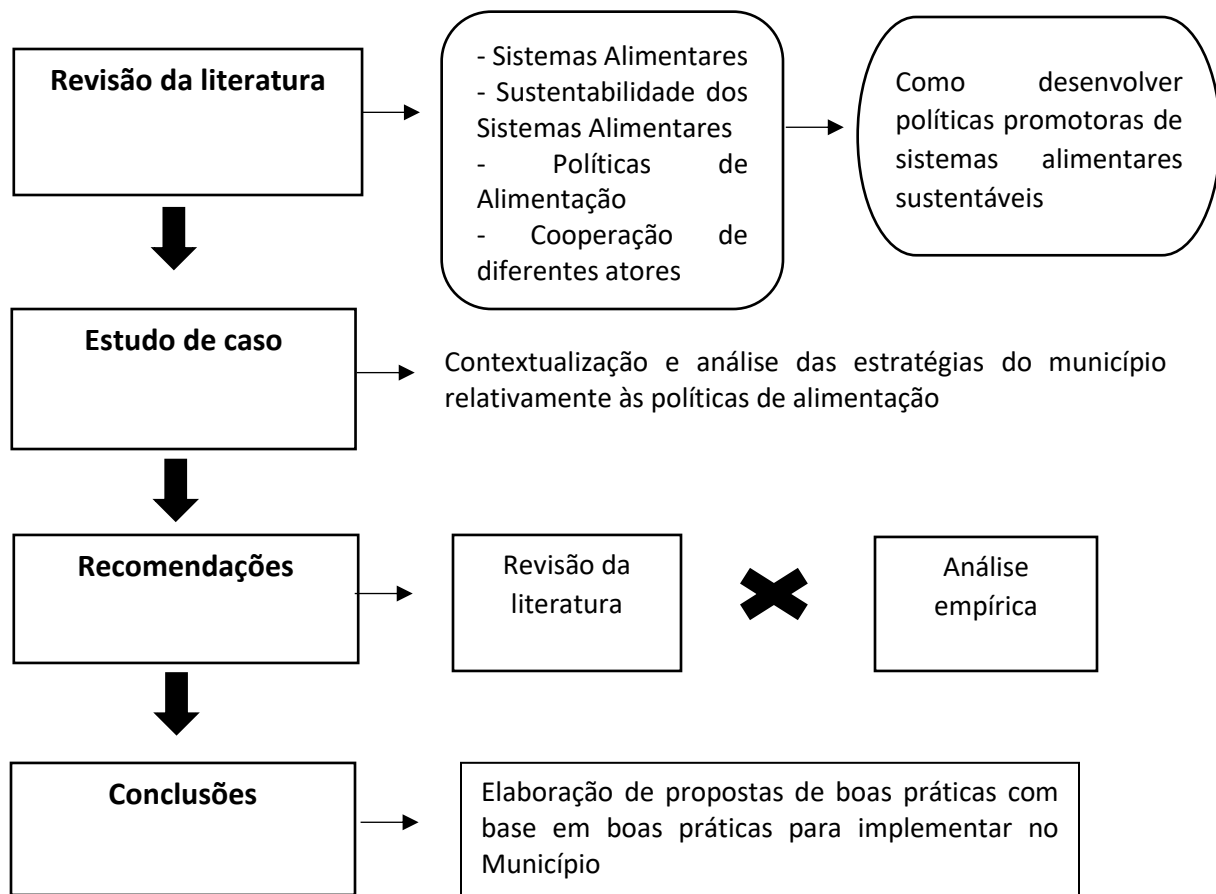 Revisão da literatura
- Sistemas Alimentares
- Sustentabilidade dos
Sistemas Alimentares
- Políticas de
Alimentação
- Cooperação de
diferentes atores
Como desenvolver
políticas promotoras de
sistemas alimentares
sustentáveis
Estudo de caso
Contextualização e análise das estratégias do município
relativamente às políticas de alimentação
Recomendações
Revisão da
literatura
Análise
empírica
Conclusões
Elaboração de propostas de boas práticas com
base em boas práticas para implementar no
Município